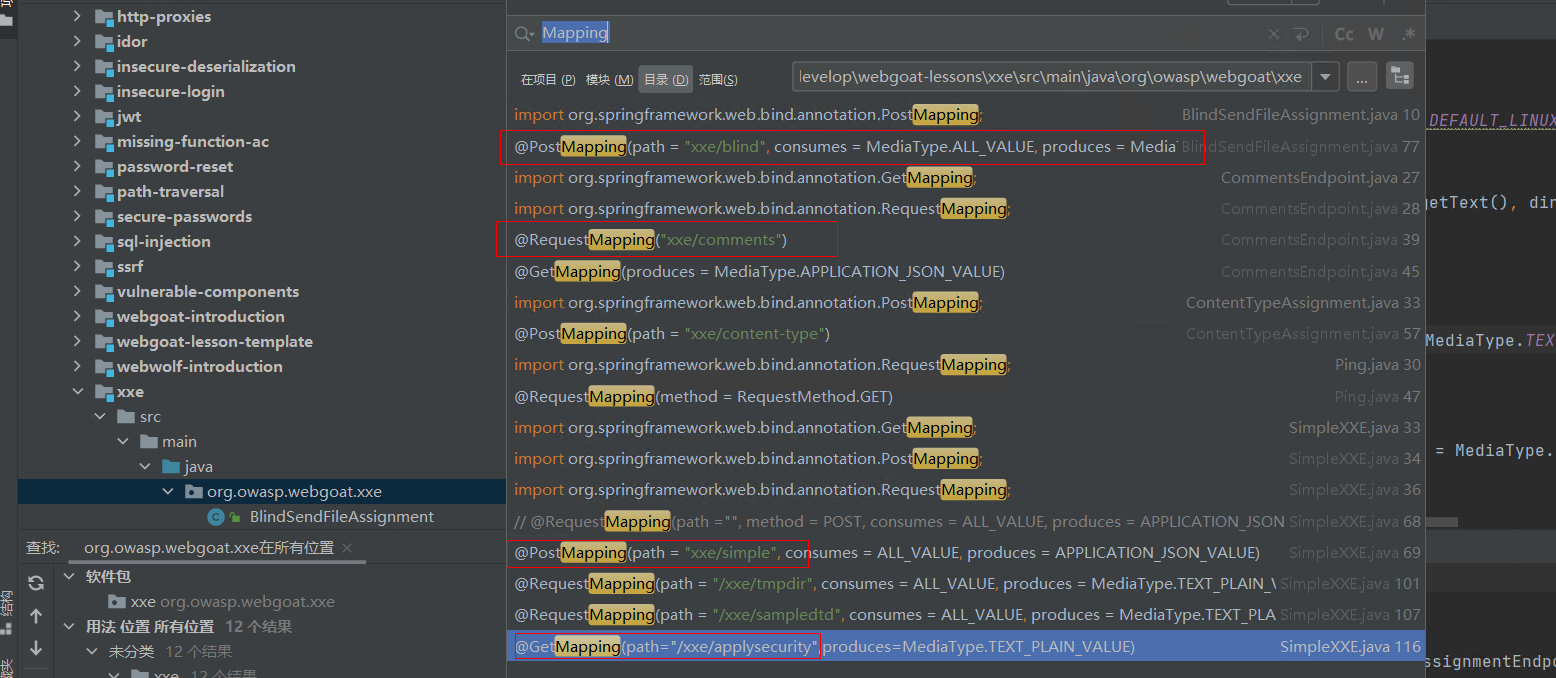 http-proxies
idor
insecure-deserialization
insecure-login
jwt
missing-function-ac
password-reset
path-traversal
secure-passwords
sql-injection
ssrf
vulnerable-components
webgoat-introduction
webgoat-lesson-template
webwolf-introduction
xxe
src
main
java
org.owasp.webgoat.xxe
BlindSendFileAssignment
查找: org.owasp.webgoat.xxe在所有位置
软件包
xxe org.owasp.webgoat.xxe
用法 位置 所有位置 12 个结果
未分类 12 个结果
xxe 12 个结果
结构
Mapping
Cc W .*
在项目 (P) 模块 (M) 目录 (D) 范围(S) levelop\webgoat-lessons\xxe\src\main\java\org\owasp\webgoat\xxe ...
import org.springframework.web.bind.annotation.PostMapping; BlindSendFileAssignment.java 10
@PostMapping(path = "xxe/blind", consumes = MediaType.ALL_VALUE, produces = Media BlindSendFileAssignment.java 77
import org.springframework.web.bind.annotation.GetMapping; CommentsEndpoint.java 27
import org.springframework.web.bind.annotation.RequestMapping; CommentsEndpoint.java 28
@RequestMapping("xxe/comments") CommentsEndpoint.java 39
@GetMapping(produces = MediaType.APPLICATION_JSON_VALUE) CommentsEndpoint.java 45
import org.springframework.web.bind.annotation.PostMapping; ContentTypeAssignment.java 33
@PostMapping(path = "xxe/content-type") ContentTypeAssignment.java 57
import org.springframework.web.bind.annotation.RequestMapping; Ping.java 30
@RequestMapping(method = RequestMethod.GET) Ping.java 47
import org.springframework.web.bind.annotation.GetMapping; SimpleXXE.java 33
import org.springframework.web.bind.annotation.PostMapping; SimpleXXE.java 34
import org.springframework.web.bind.annotation.RequestMapping; SimpleXXE.java 36
// @RequestMapping(path ="", method = POST, consumes = ALL_VALUE, produces = APPLICATION_JSON SimpleXXE.java 68
@PostMapping(path = "xxe/simple", consumes = ALL_VALUE, produces = APPLICATION_JSON_VALUE) SimpleXXE.java 69
@RequestMapping(path = "/xxe/tmpdir", consumes = ALL_VALUE, produces = MediaType.TEXT_PLAIN_V SimpleXXE.java 101
@RequestMapping(path = "/xxe/sampledtd", consumes = ALL_VALUE, produces = MediaType.TEXT_PLA SimpleXXE.java 107
@GetMapping(path="/xxe/applysecurity",produces=MediaType.TEXT_PLAIN_VALUE) SimpleXXE.java 116
DEFAULT_LINUX
getText(), din
MediaType.TEX
= MediaType.
ssignmentEndpo